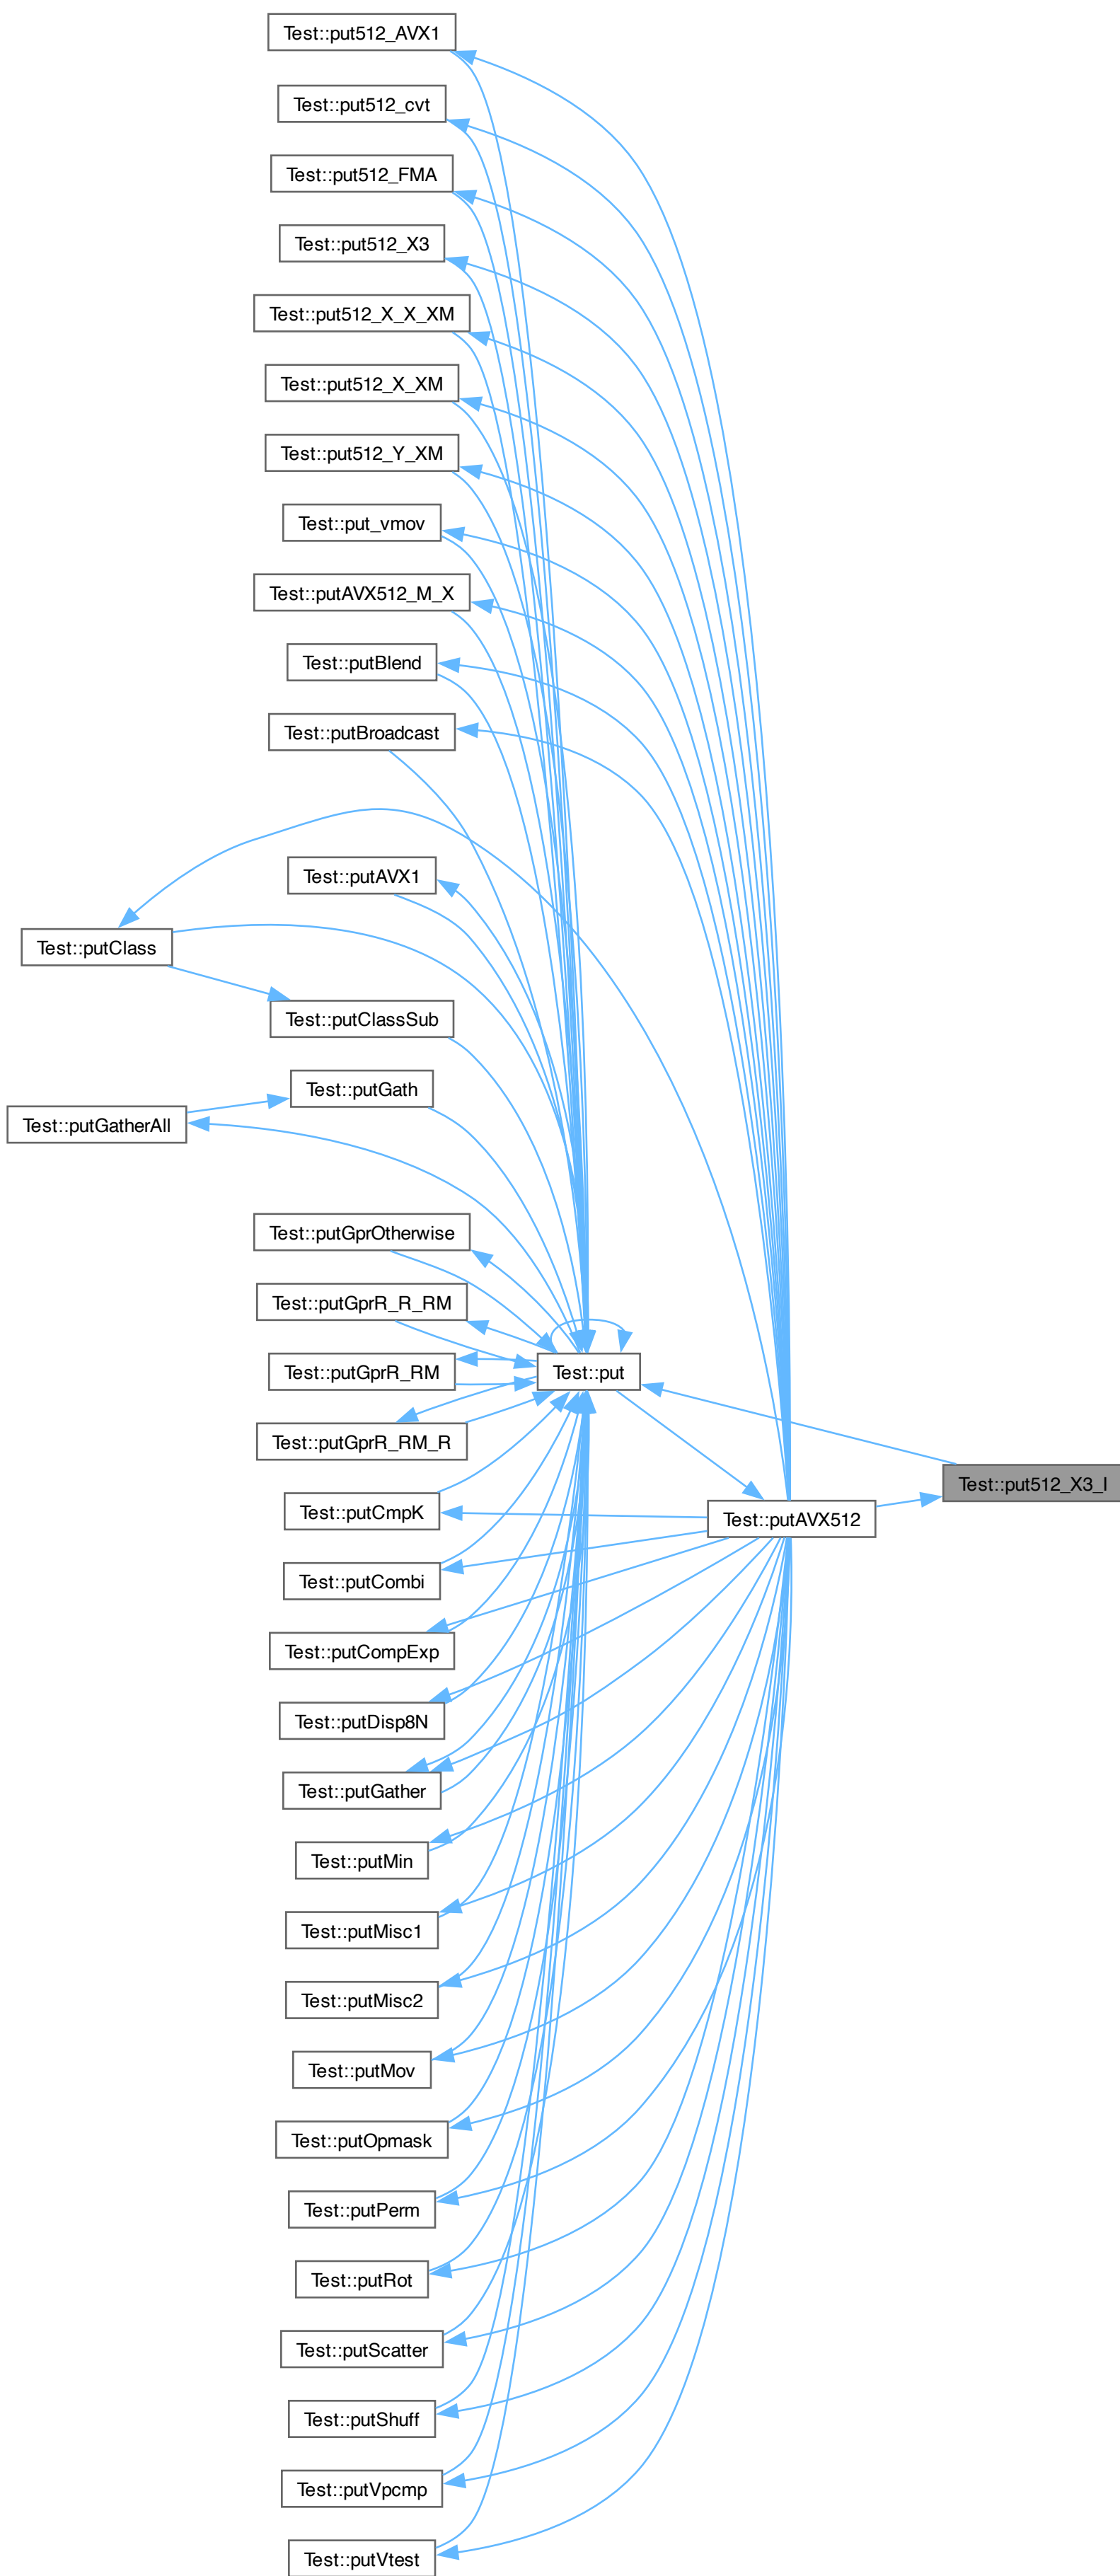 Test::put512_AVX1
Test::put512_cvt
Test::put512_FMA
Test::put512_X3
Test::put512_X_X_XM
Test::put512_X_XM
Test::put512_Y_XM
Test::put_vmov
Test::putAVX512_M_X
Test::putBlend
Test::putBroadcast
Test::putAVX1
Test::putClass
Test::putClassSub
Test::putGath
Test::putGatherAll
Test::putGprOtherwise
Test::putGprR_R_RM
Test::putGprR_RM
Test::put
Test::putGprR_RM_R
Test::put512_X3_I
Test::putCmpK
Test::putAVX512
Test::putCombi
Test::putCompExp
Test::putDisp8N
Test::putGather
Test::putMin
Test::putMisc1
Test::putMisc2
Test::putMov
Test::putOpmask
Test::putPerm
Test::putRot
Test::putScatter
Test::putShuff
Test::putVpcmp
Test::putVtest